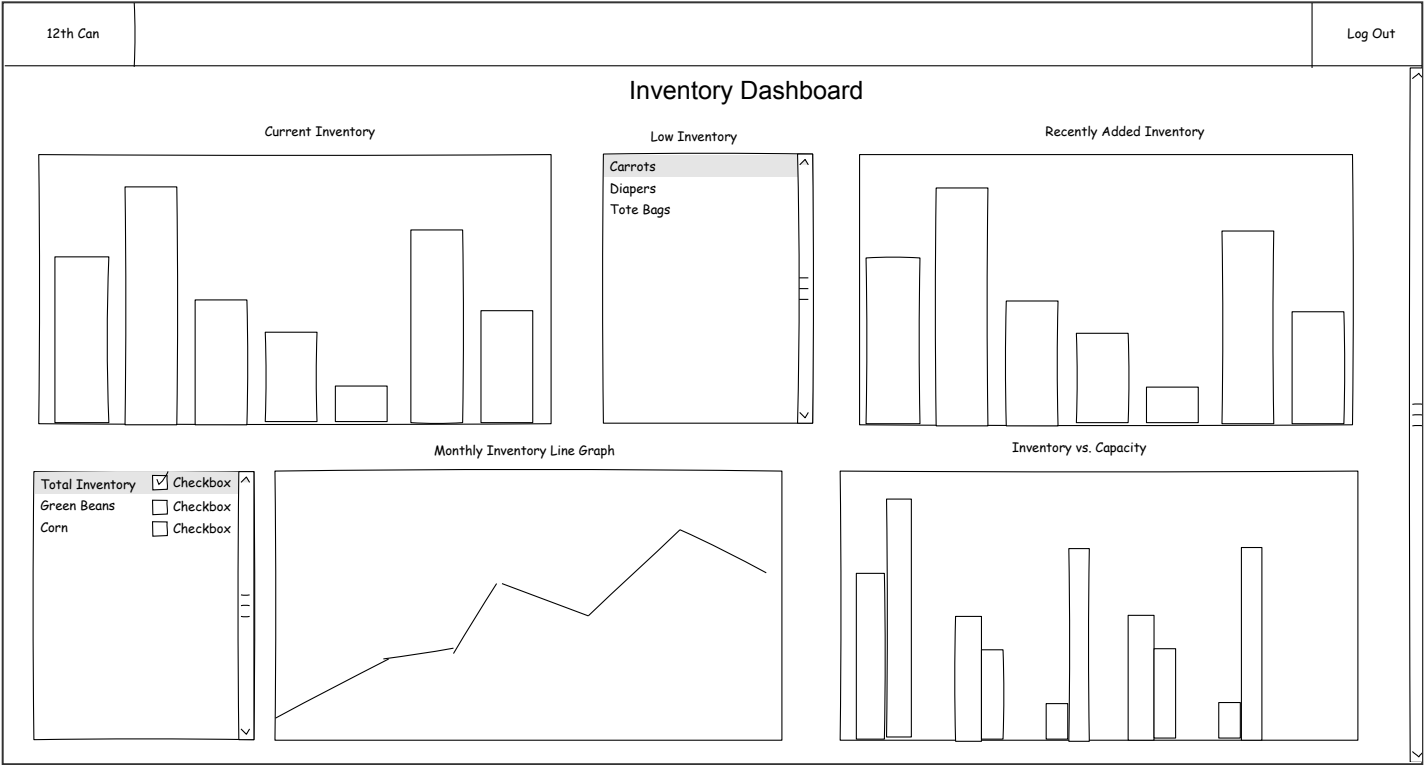 12th Can
Log Out
Inventory Dashboard
Current Inventory
Low Inventory
Recently Added Inventory
Carrots
Diapers
Tote Bags
Monthly Inventory Line Graph
Inventory vs. Capacity
Total Inventory Checkbox
Green Beans Checkbox
Corn Checkbox